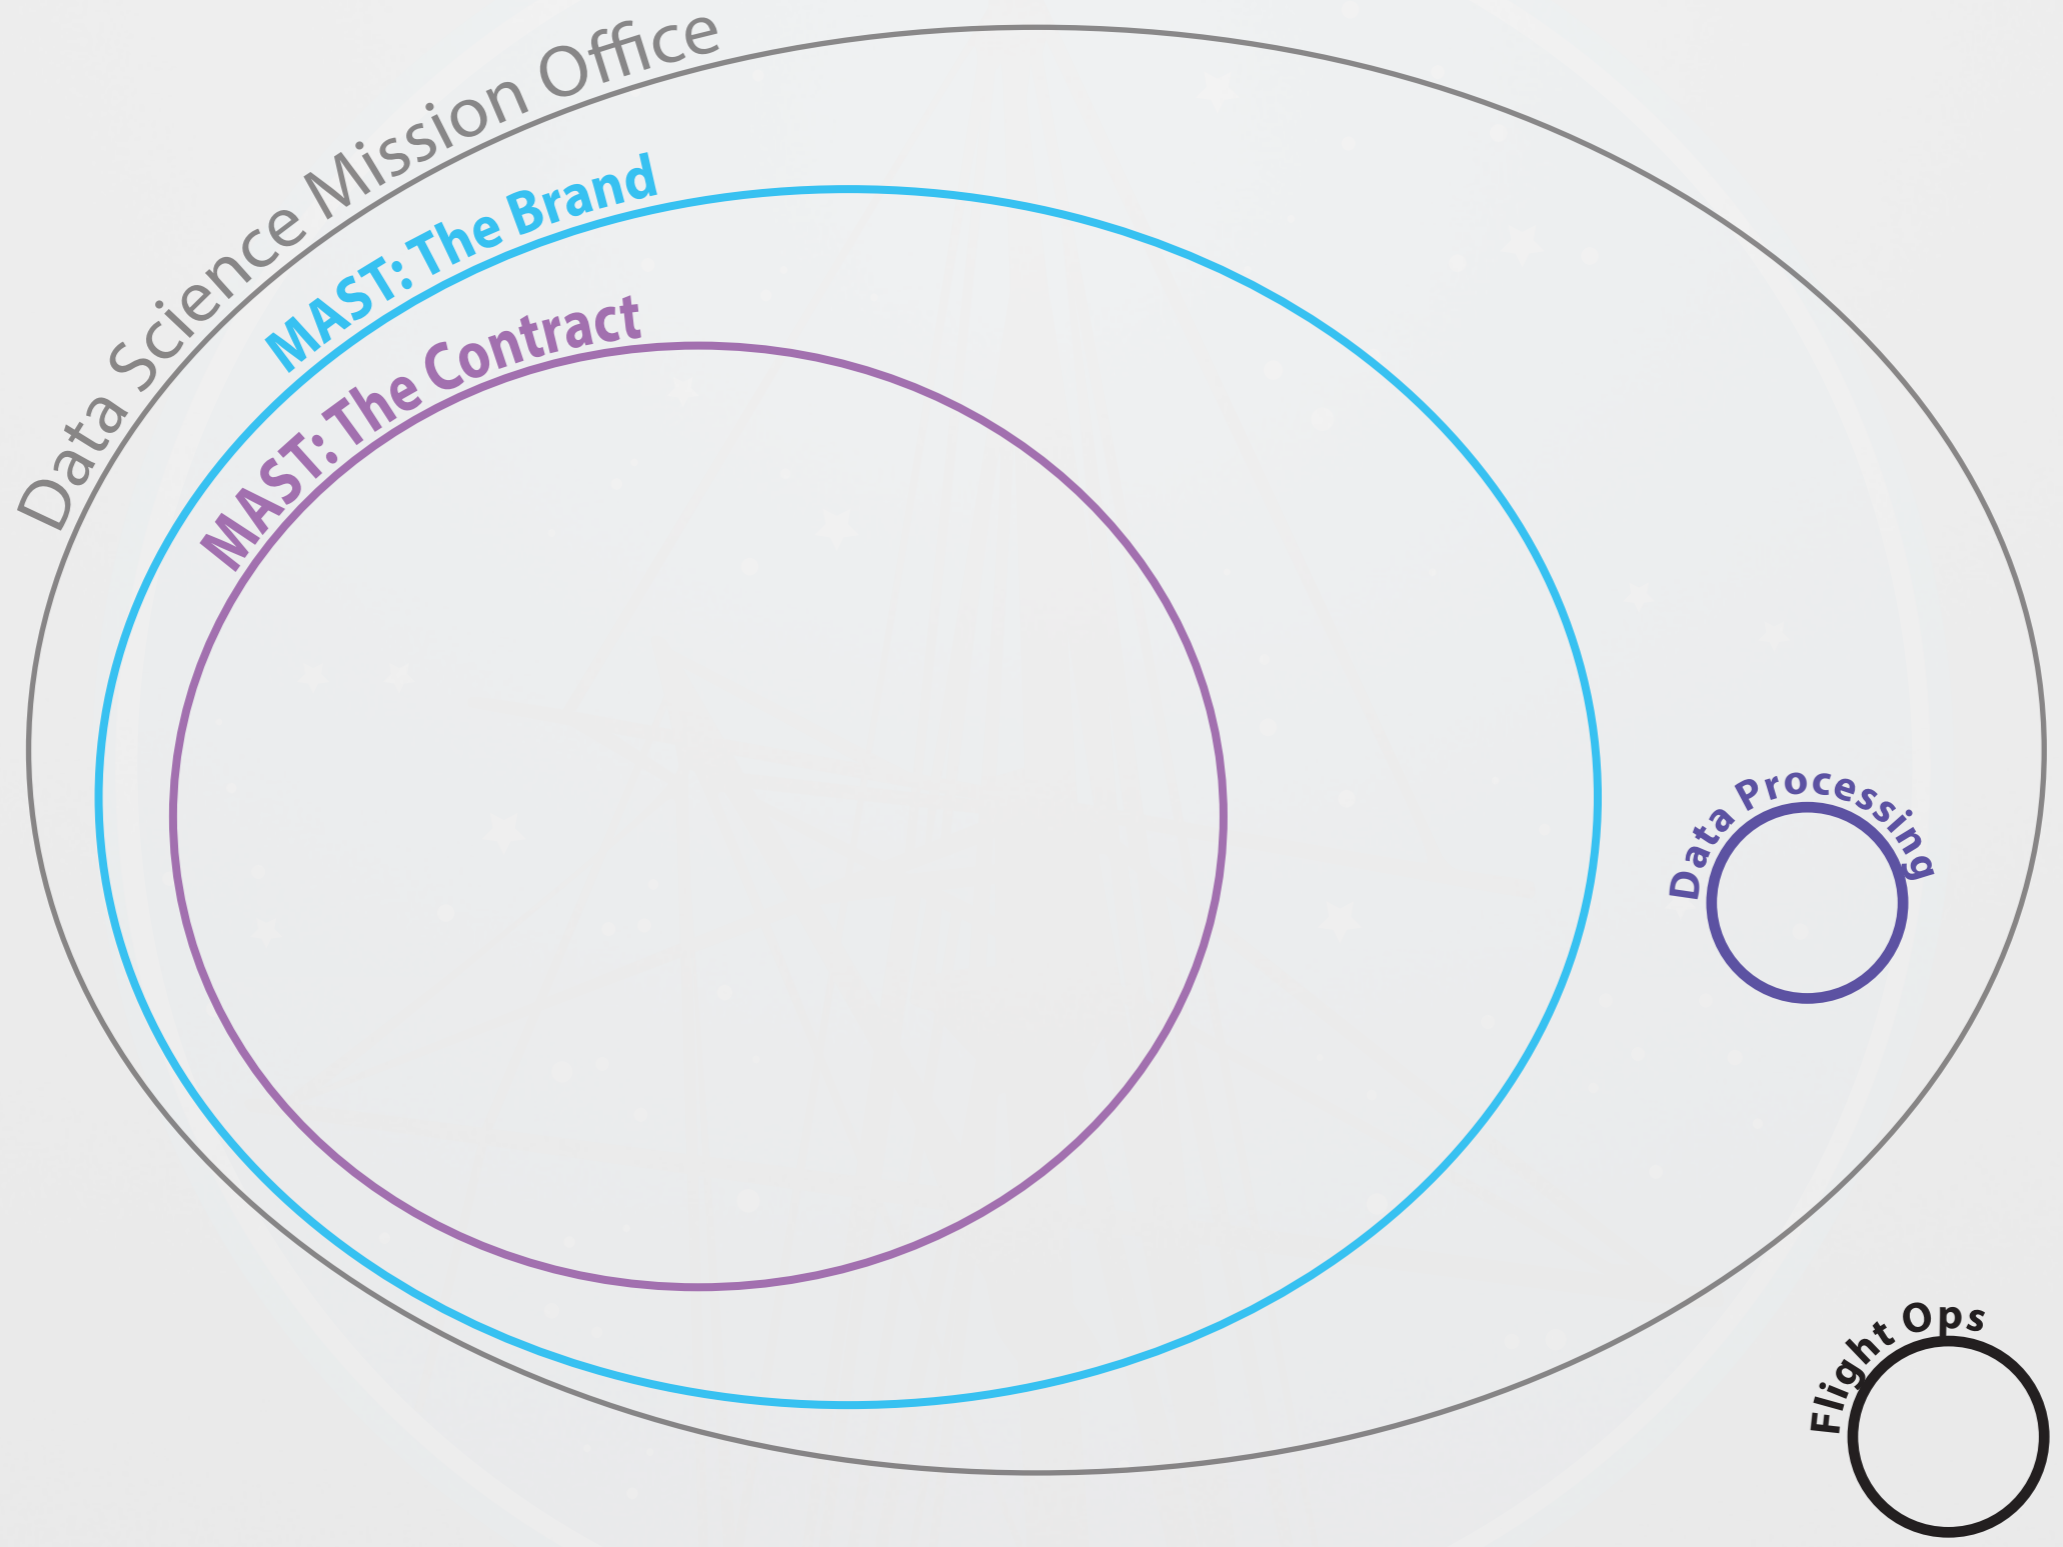 Data Science Mission Office
MAST: The Brand
MAST: The Contract
Data Processing
Flight Ops